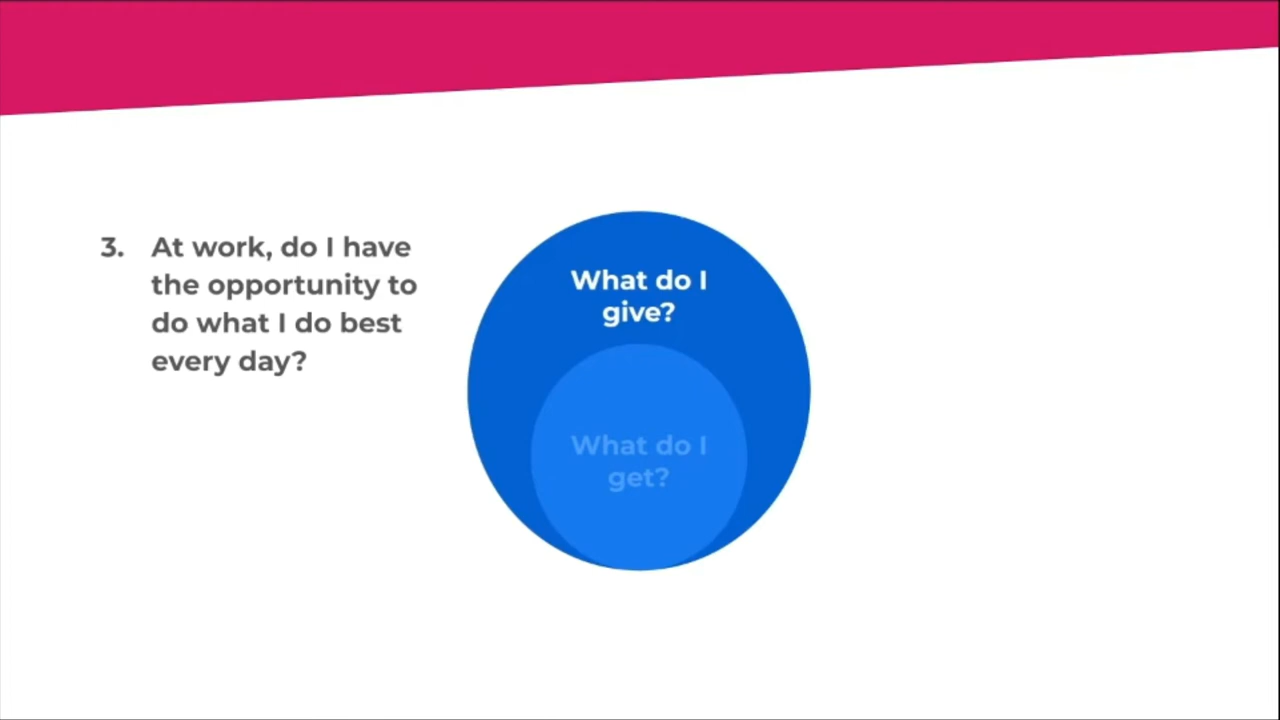 3. At work, do I have
the opportunity to
do what I do best
every day?
What do I
give?
What do I
get?